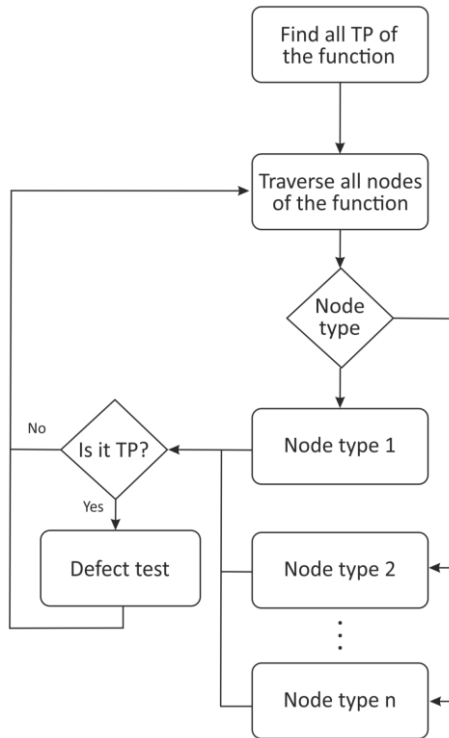 Find all TP of
the function
Traverse all nodes
of the function
Node
type
No
Is it TP?
Node type 1
Yes
Defect test
Node type 2
Node type n